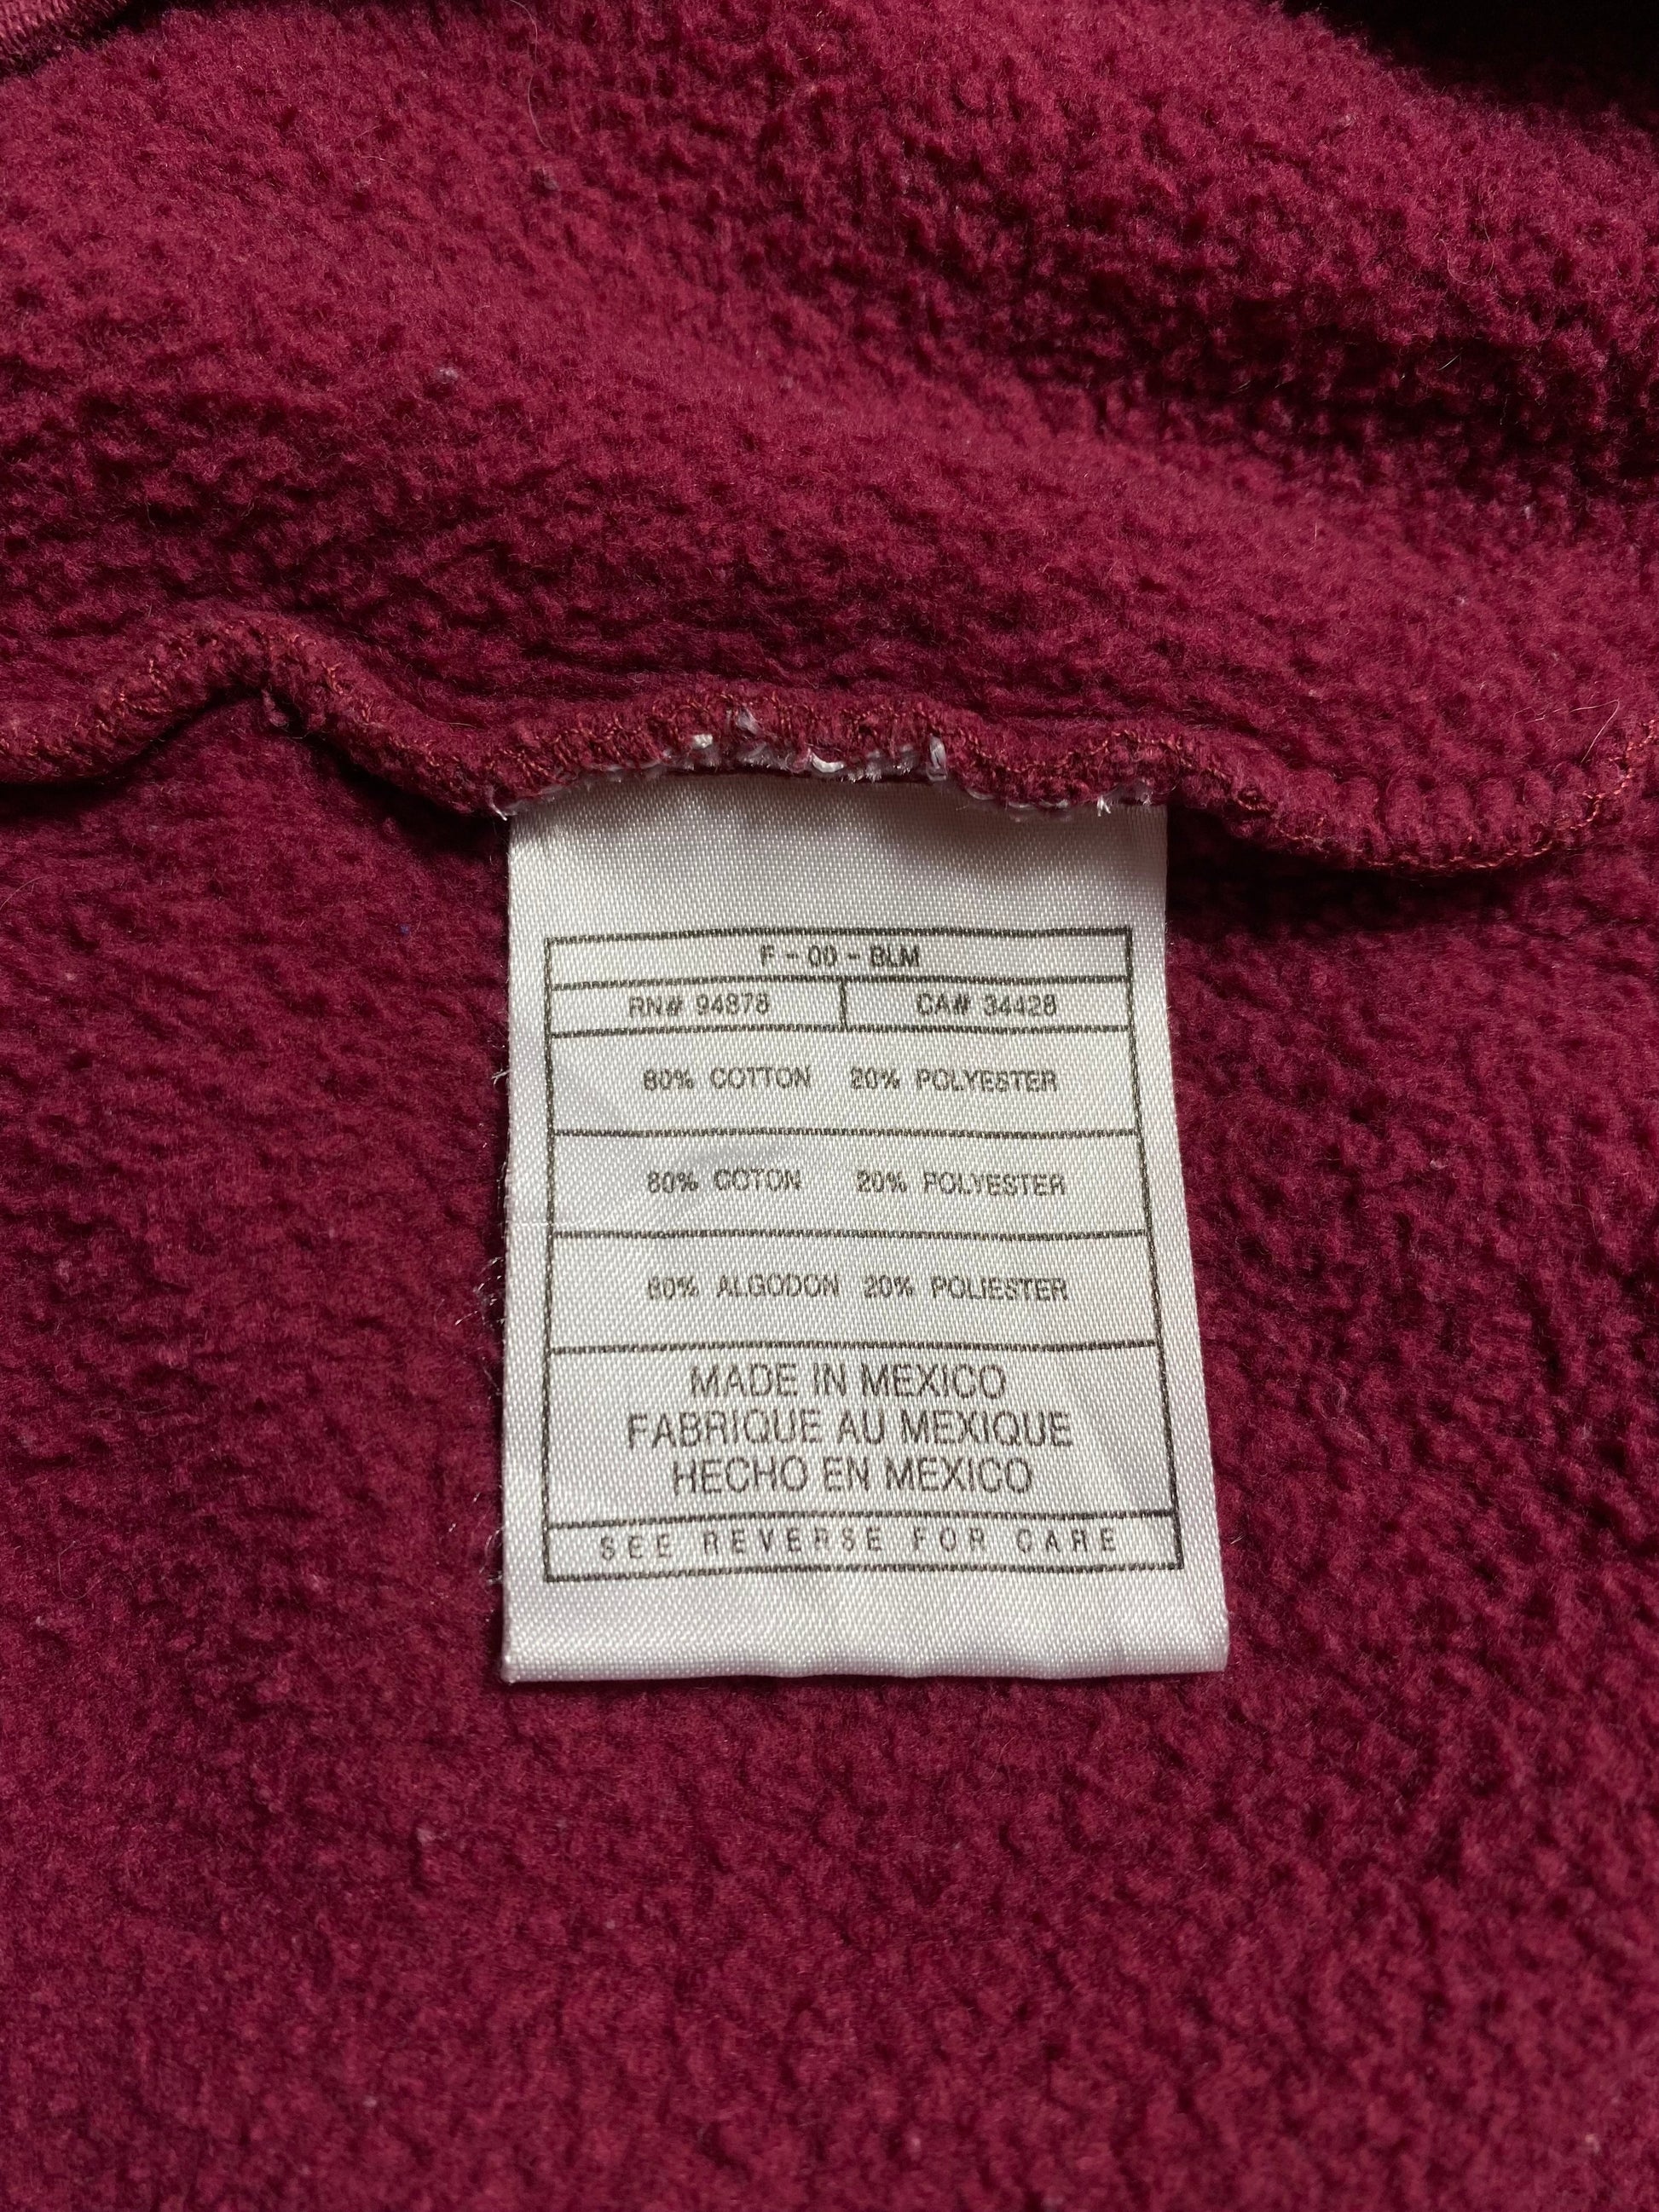 F - 00 - BLM
RN# 94878 CA# 34428
80% COTTON 20% POLYESTER
80% COTON 20% POLYESTER
80% ALGODON 20% POLIESTER
MADE IN MEXICO
FABRIQUE AU MEXIQUE
HECHO EN MEXICO
SEE REVERSE FOR CARE